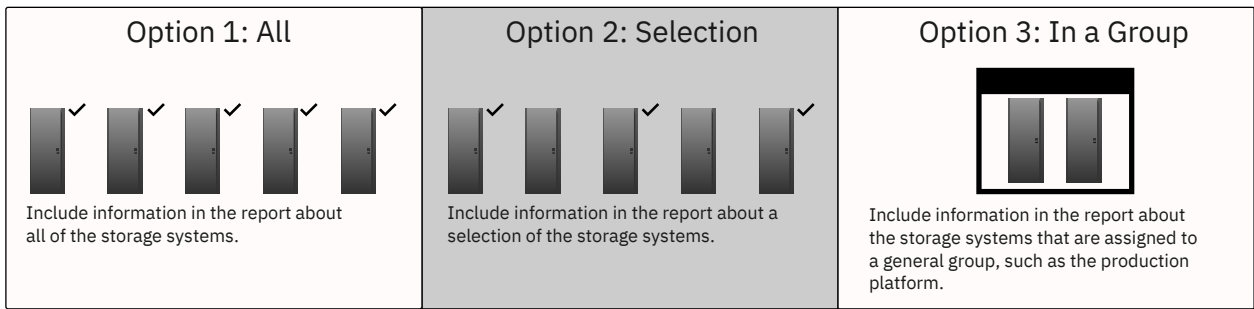 Option 1: All
Include information in the report about
all of the storage systems.
Option 2: Selection
Include information in the report about a
selection of the storage systems.
Option 3: In a Group
Include information in the report about
the storage systems that are assigned to
a general group, such as the production
platform.